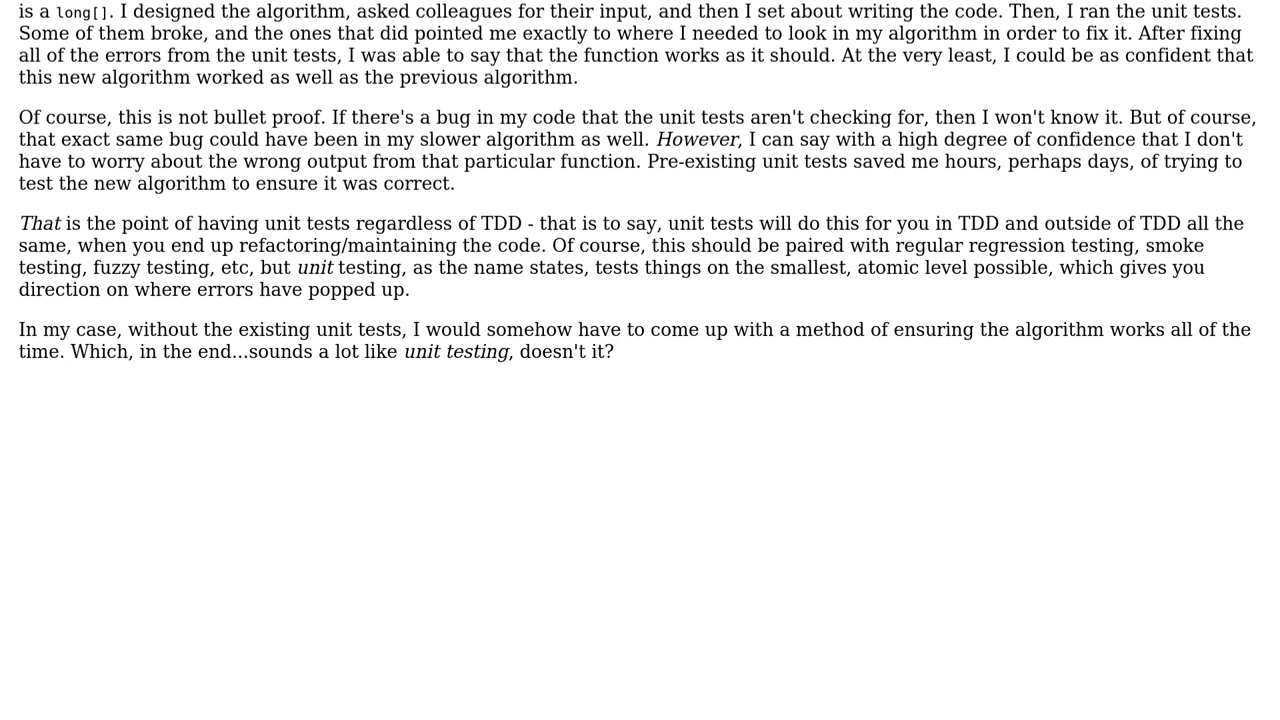 is a long[]. I designed the algorithm, asked colleagues for their input, and then I set about writing the code. Then, I ran the unit tests.
Some of them broke, and the ones that did pointed me exactly to where I needed to look in my algorithm in order to fix it. After fixing
all of the errors from the unit tests, I was able to say that the function works as it should. At the very least, I could be as confident that
this new algorithm worked as well as the previous algorithm.
Of course, this is not bullet proof. If there's a bug in my code that the unit tests aren't checking for, then I won't know it. But of course,
that exact same bug could have been in my slower algorithm as well. However, I can say with a high degree of confidence that I don't
have to worry about the wrong output from that particular function. Pre-existing unit tests saved me hours, perhaps days, of trying to
test the new algorithm to ensure it was correct.
That is the point of having unit tests regardless of TDD - that is to say, unit tests will do this for you in TDD and outside of TDD all the
same, when you end up refactoring/maintaining the code. Of course, this should be paired with regular regression testing, smoke
testing, fuzzy testing, etc, but unit testing, as the name states, tests things on the smallest, atomic level possible, which gives you
direction on where errors have popped up.
In my case, without the existing unit tests, I would somehow have to come up with a method of ensuring the algorithm works all of the
time. Which, in the end...sounds a lot like unit testing, doesn't it?